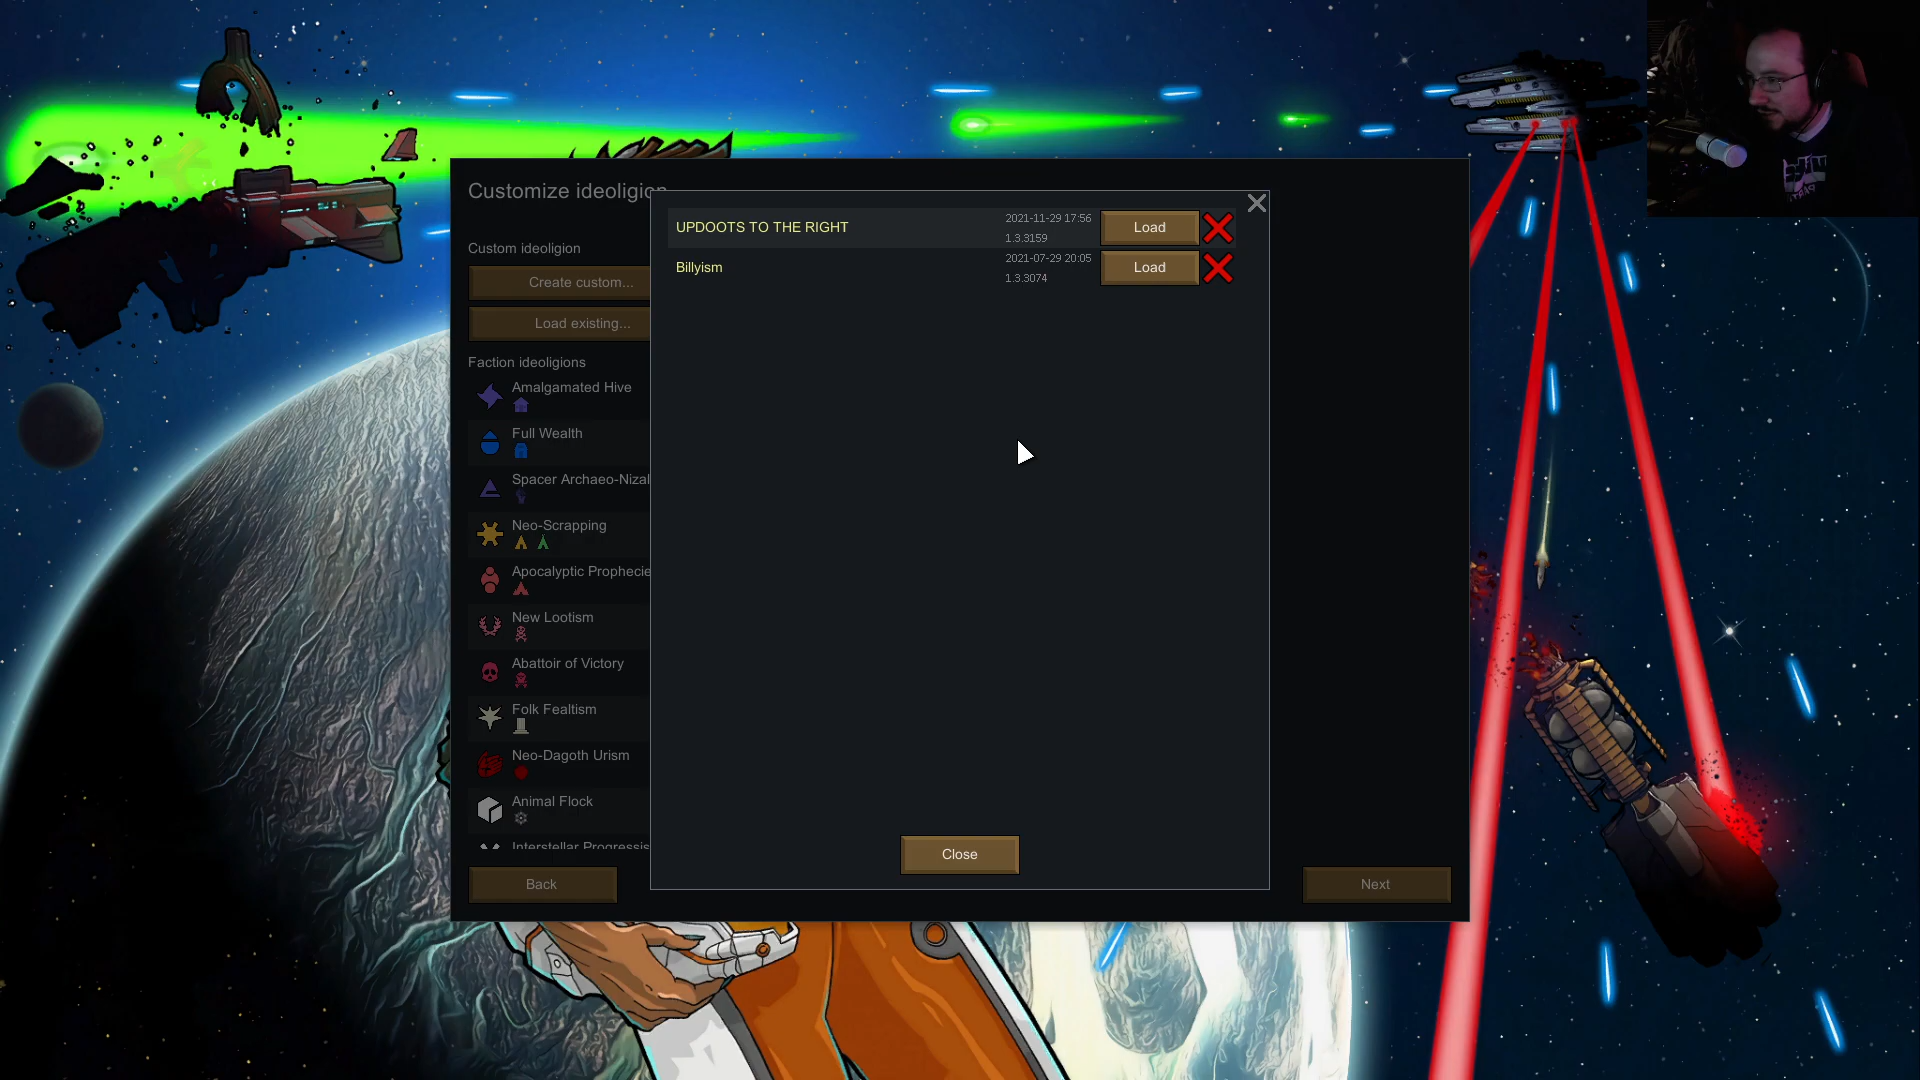 Customize ideoligion
Custom ideoligion
Create custom...
Load existing...
Faction ideoligions
Amalgamated Hive
Full Wealth
Spacer Archaeo-Nizal
Neo-Scrapping
Apocalyptic Prophecie
New Lootism
Abattoir of Victory
Folk Fealtism
Neo-Dagoth Urism
Animal Flock
Interstellar Progressis
Back
UPDOOTS TO THE RIGHT
2021-11-29 17:56
1.3.3159
Load
Billyism
2021-07-29 20:05
1.3.3074
Load
Close
Next